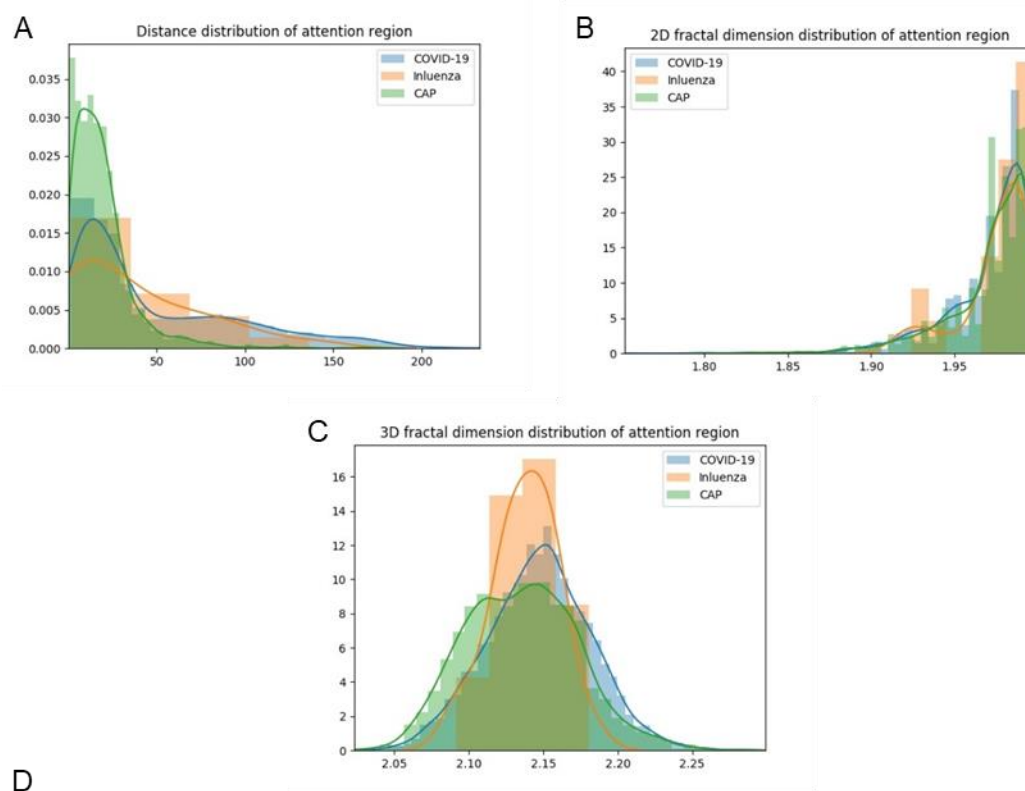 A
Distance distribution of attention region
COVID-19
Inluenza
CAP
0.035
0.030
0.025
0.020
0.015
0.010
0.005
0.000
50
100
150
200
B
2D fractal dimension distribution of attention region
COVID-19
Inluenza
CAP
40
35
30
25
20
15
10
5
0
1.80
1.85
1.90
1.95
C
3D fractal dimension distribution of attention region
COVID-19
Inluenza
CAP
16
14
12
10
8
6
4
2
0
2.05
2.10
2.15
2.20
2.25
D